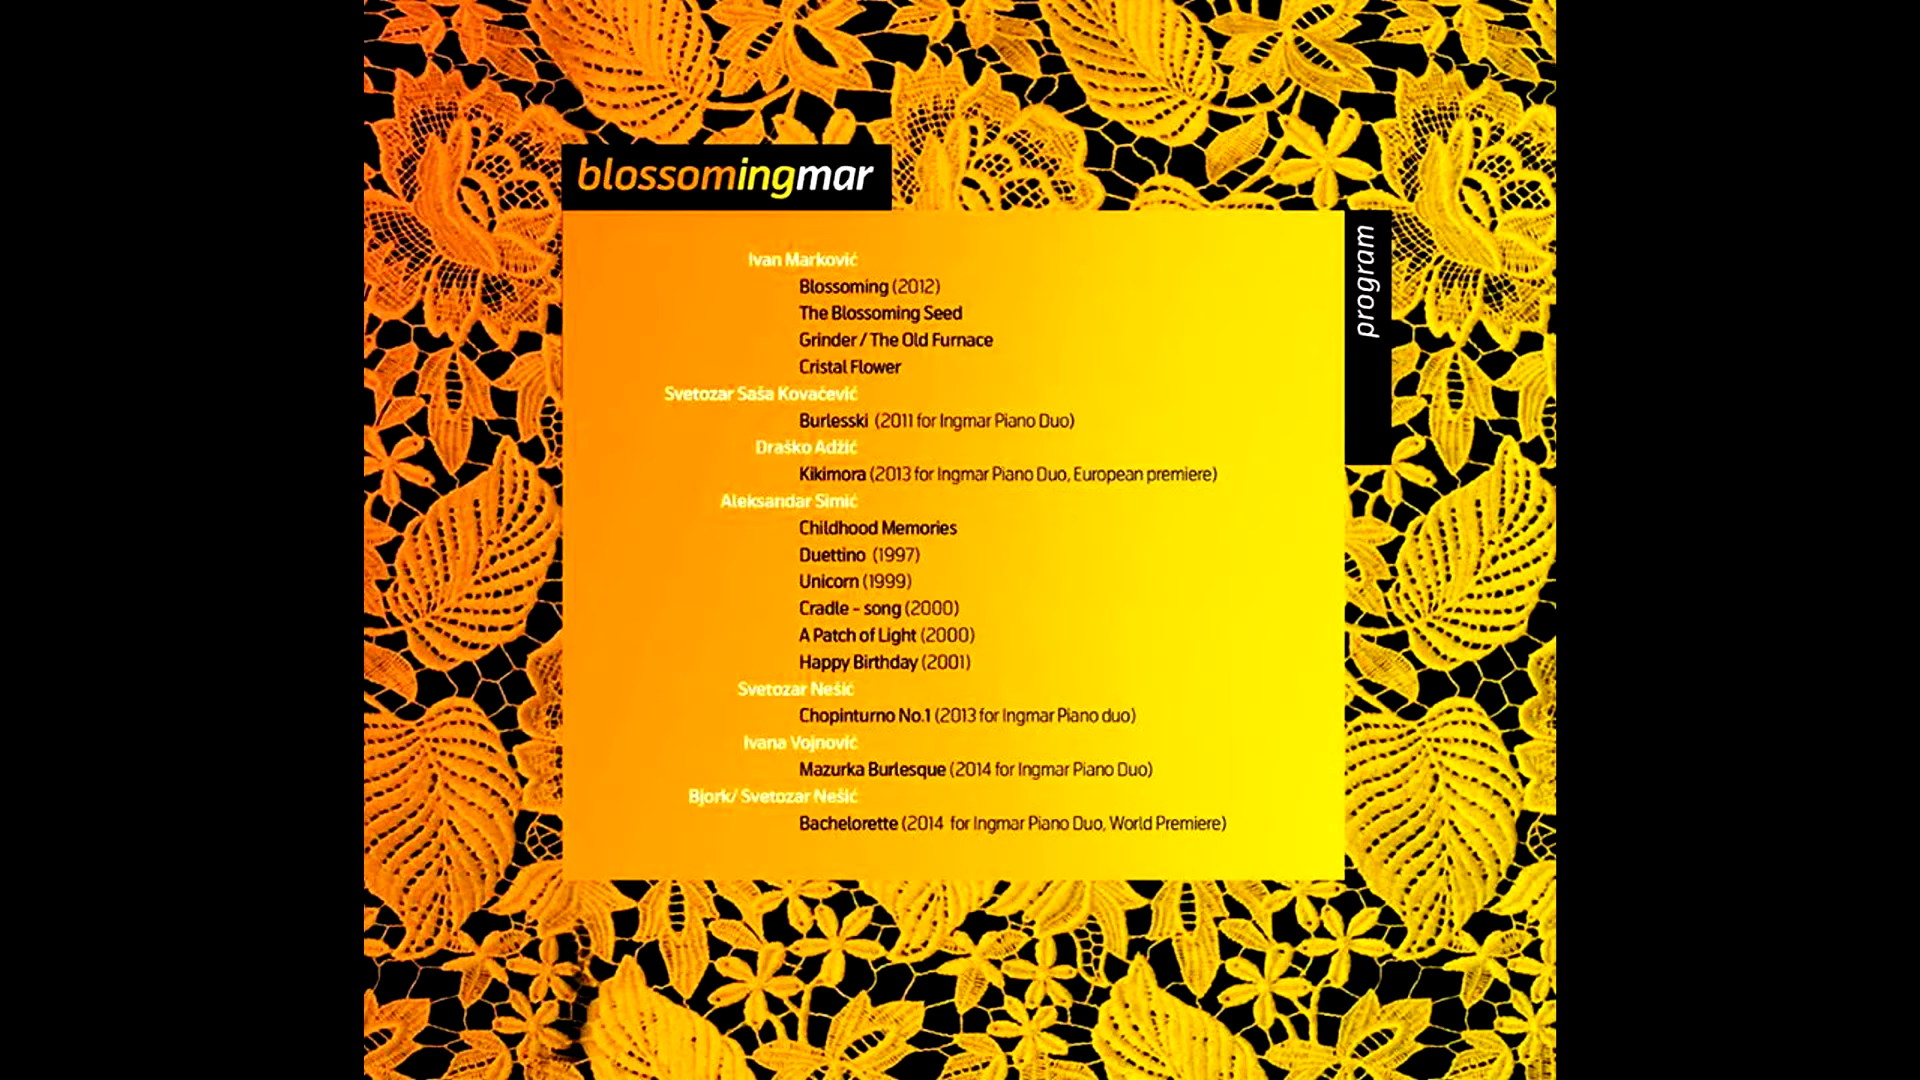 blossomingmar
program
Ivan Marković
Blossoming (2012)
The Blossoming Seed
Grinder / The Old Furnace
Cristal Flower
Svetozar Saša Kovačević
Burlesski (2011 for Ingmar Piano Duo)
Draško Adžić
Kikimora (2013 for Ingmar Piano Duo, European premiere)
Aleksandar Simić
Childhood Memories
Duettino (1997)
Unicorn (1999)
Cradle - song (2000)
A Patch of Light (2000)
Happy Birthday (2001)
Svetozar Nešić
Chopinturno No.1 (2013 for Ingmar Piano duo)
Ivana Vojnović
Mazurka Burlesque (2014 for Ingmar Piano Duo)
Bjork/ Svetozar Nešić
Bachelorette (2014 for Ingmar Piano Duo, World Premiere)